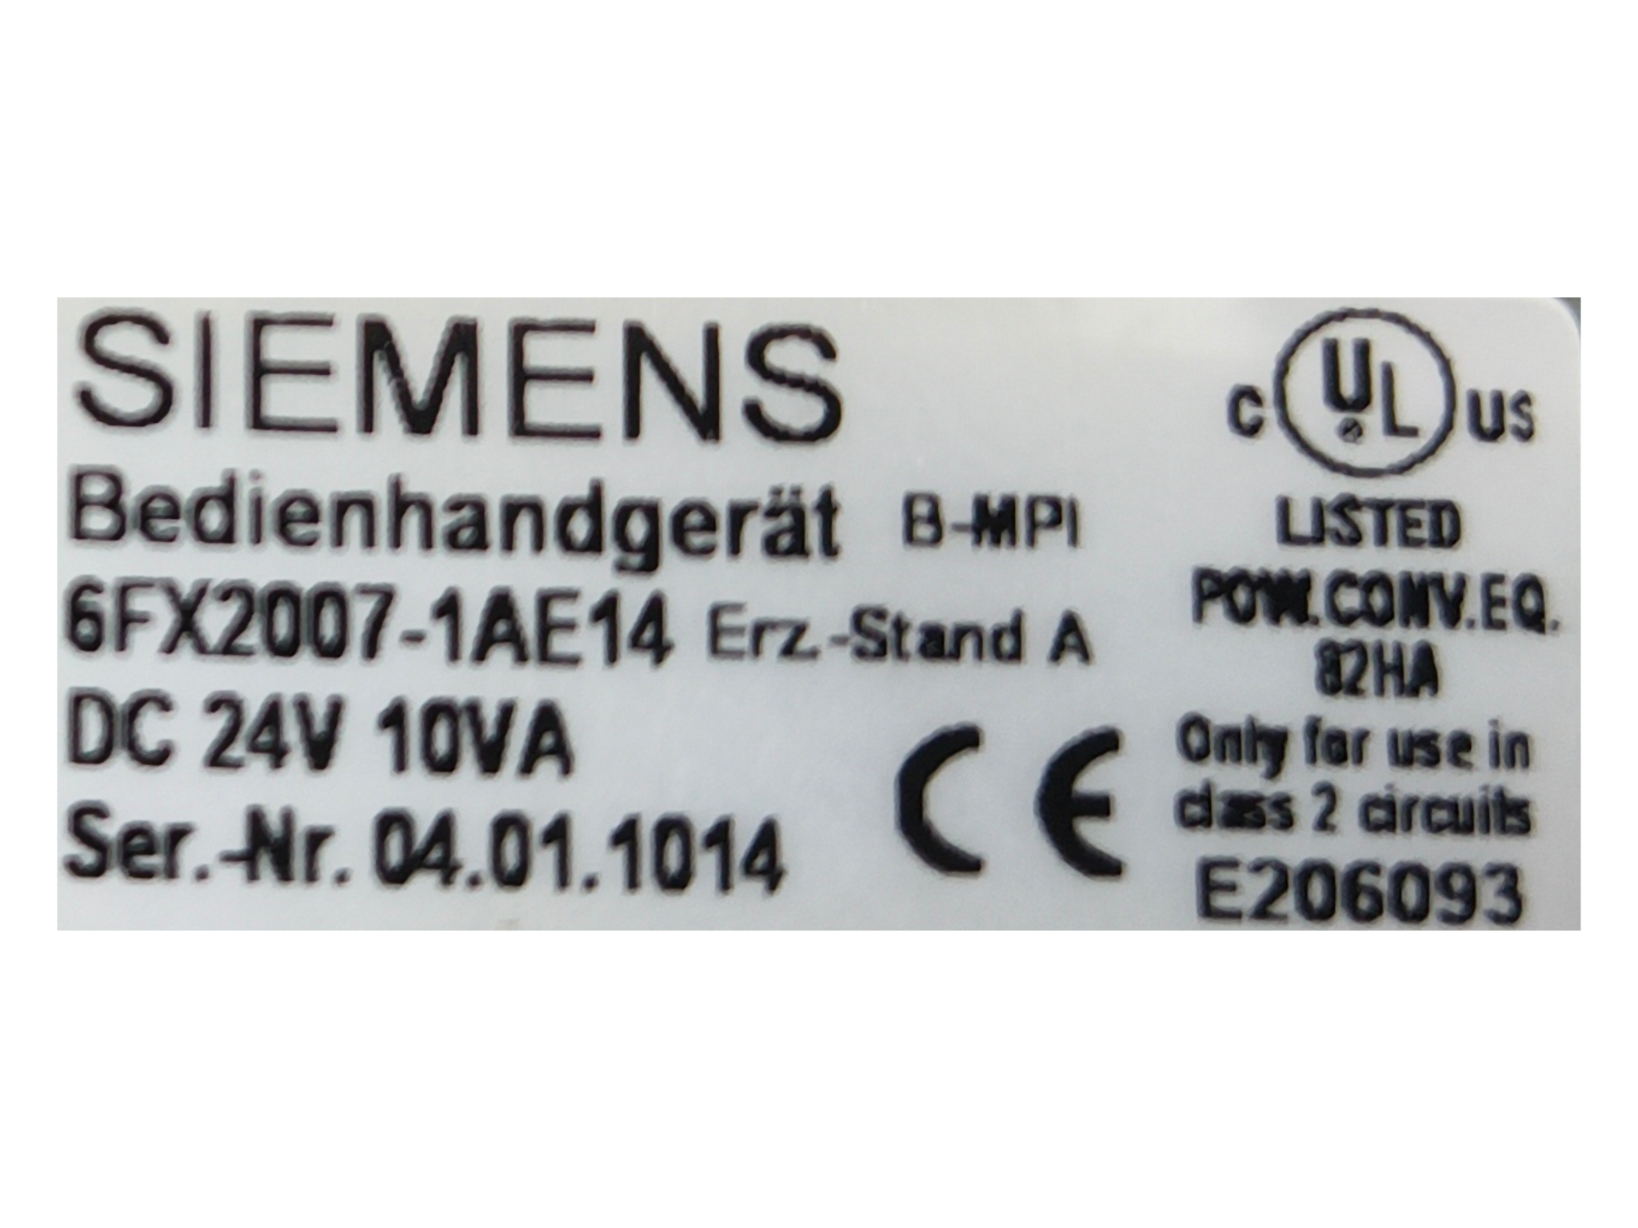 SIEMENS
Bedienhandgerät B-MPI
6FX2007-1AE14 Erz.-Stand A
DC 24V 10VA
Ser.-Nr. 04.01.1014
CE
C UL US
LISTED
POW.CONV.EQ.
82HA
Only for use in
class 2 circuits
E206093